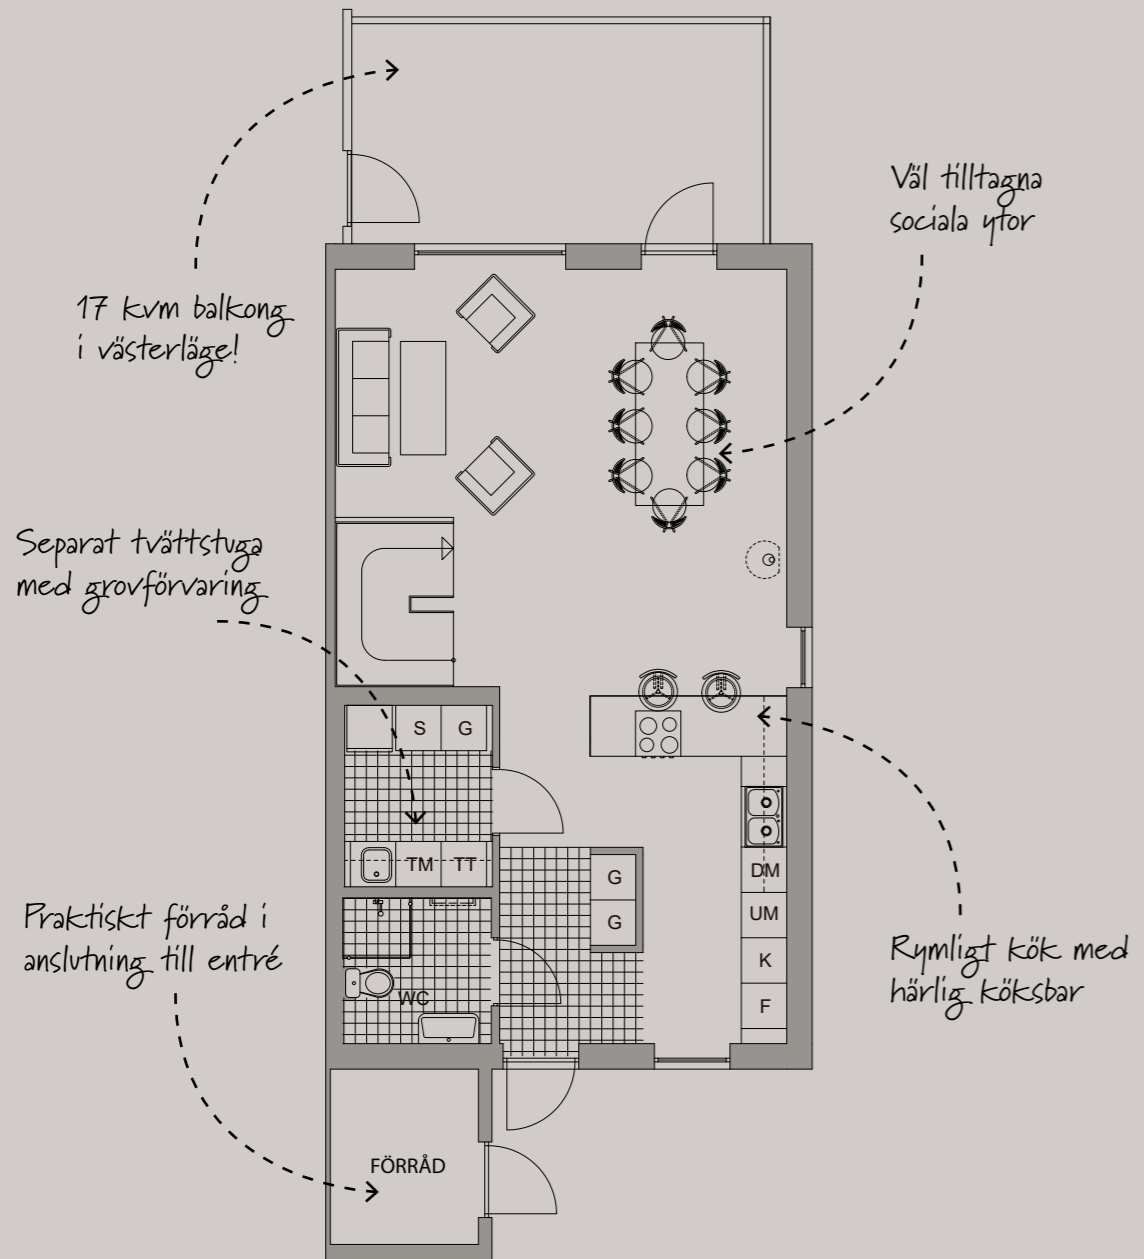 Väl tilltagna
sociala ytor
17 kvm balkong
i västerläge!
Separat tvättstuga
med grovförvaring
S
G
TM
TT
DM
G
UM
G
K
WC
F
Praktiskt förråd i
anslutning till entré
Rymligt kök med
härlig köksbar
FÖRRÅD